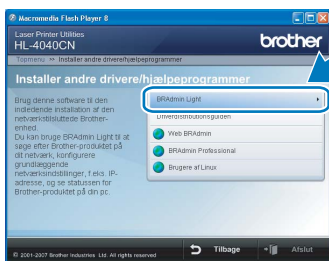 Macromedia Flash Player 8
Laser Printer Utilities
HL-4040CN
brother
Topmenu >> Installer andre drivere/hjælpeprogrammer
Installer andre drivere/hjælpeprogrammer
Brug denne software til den
indledende installation af den
netværkstilsluttede Brother-
enhed.
Du kan bruge BRAdmin Light til at
søge efter Brother-produktet på
dit netværk, konfigurere
grundlæggende
netværksindstillinger, f.eks. IP-
adresse, og se statussen for
Brother-produktet på din pc.
BRAdmin Light
Driverdistributionsguiden
Web BRAdmin
BRAdmin Professional
Brugere af Linux
© 2001-2007 Brother Industries Ltd. All rights reserved
Tilbage
Afslut